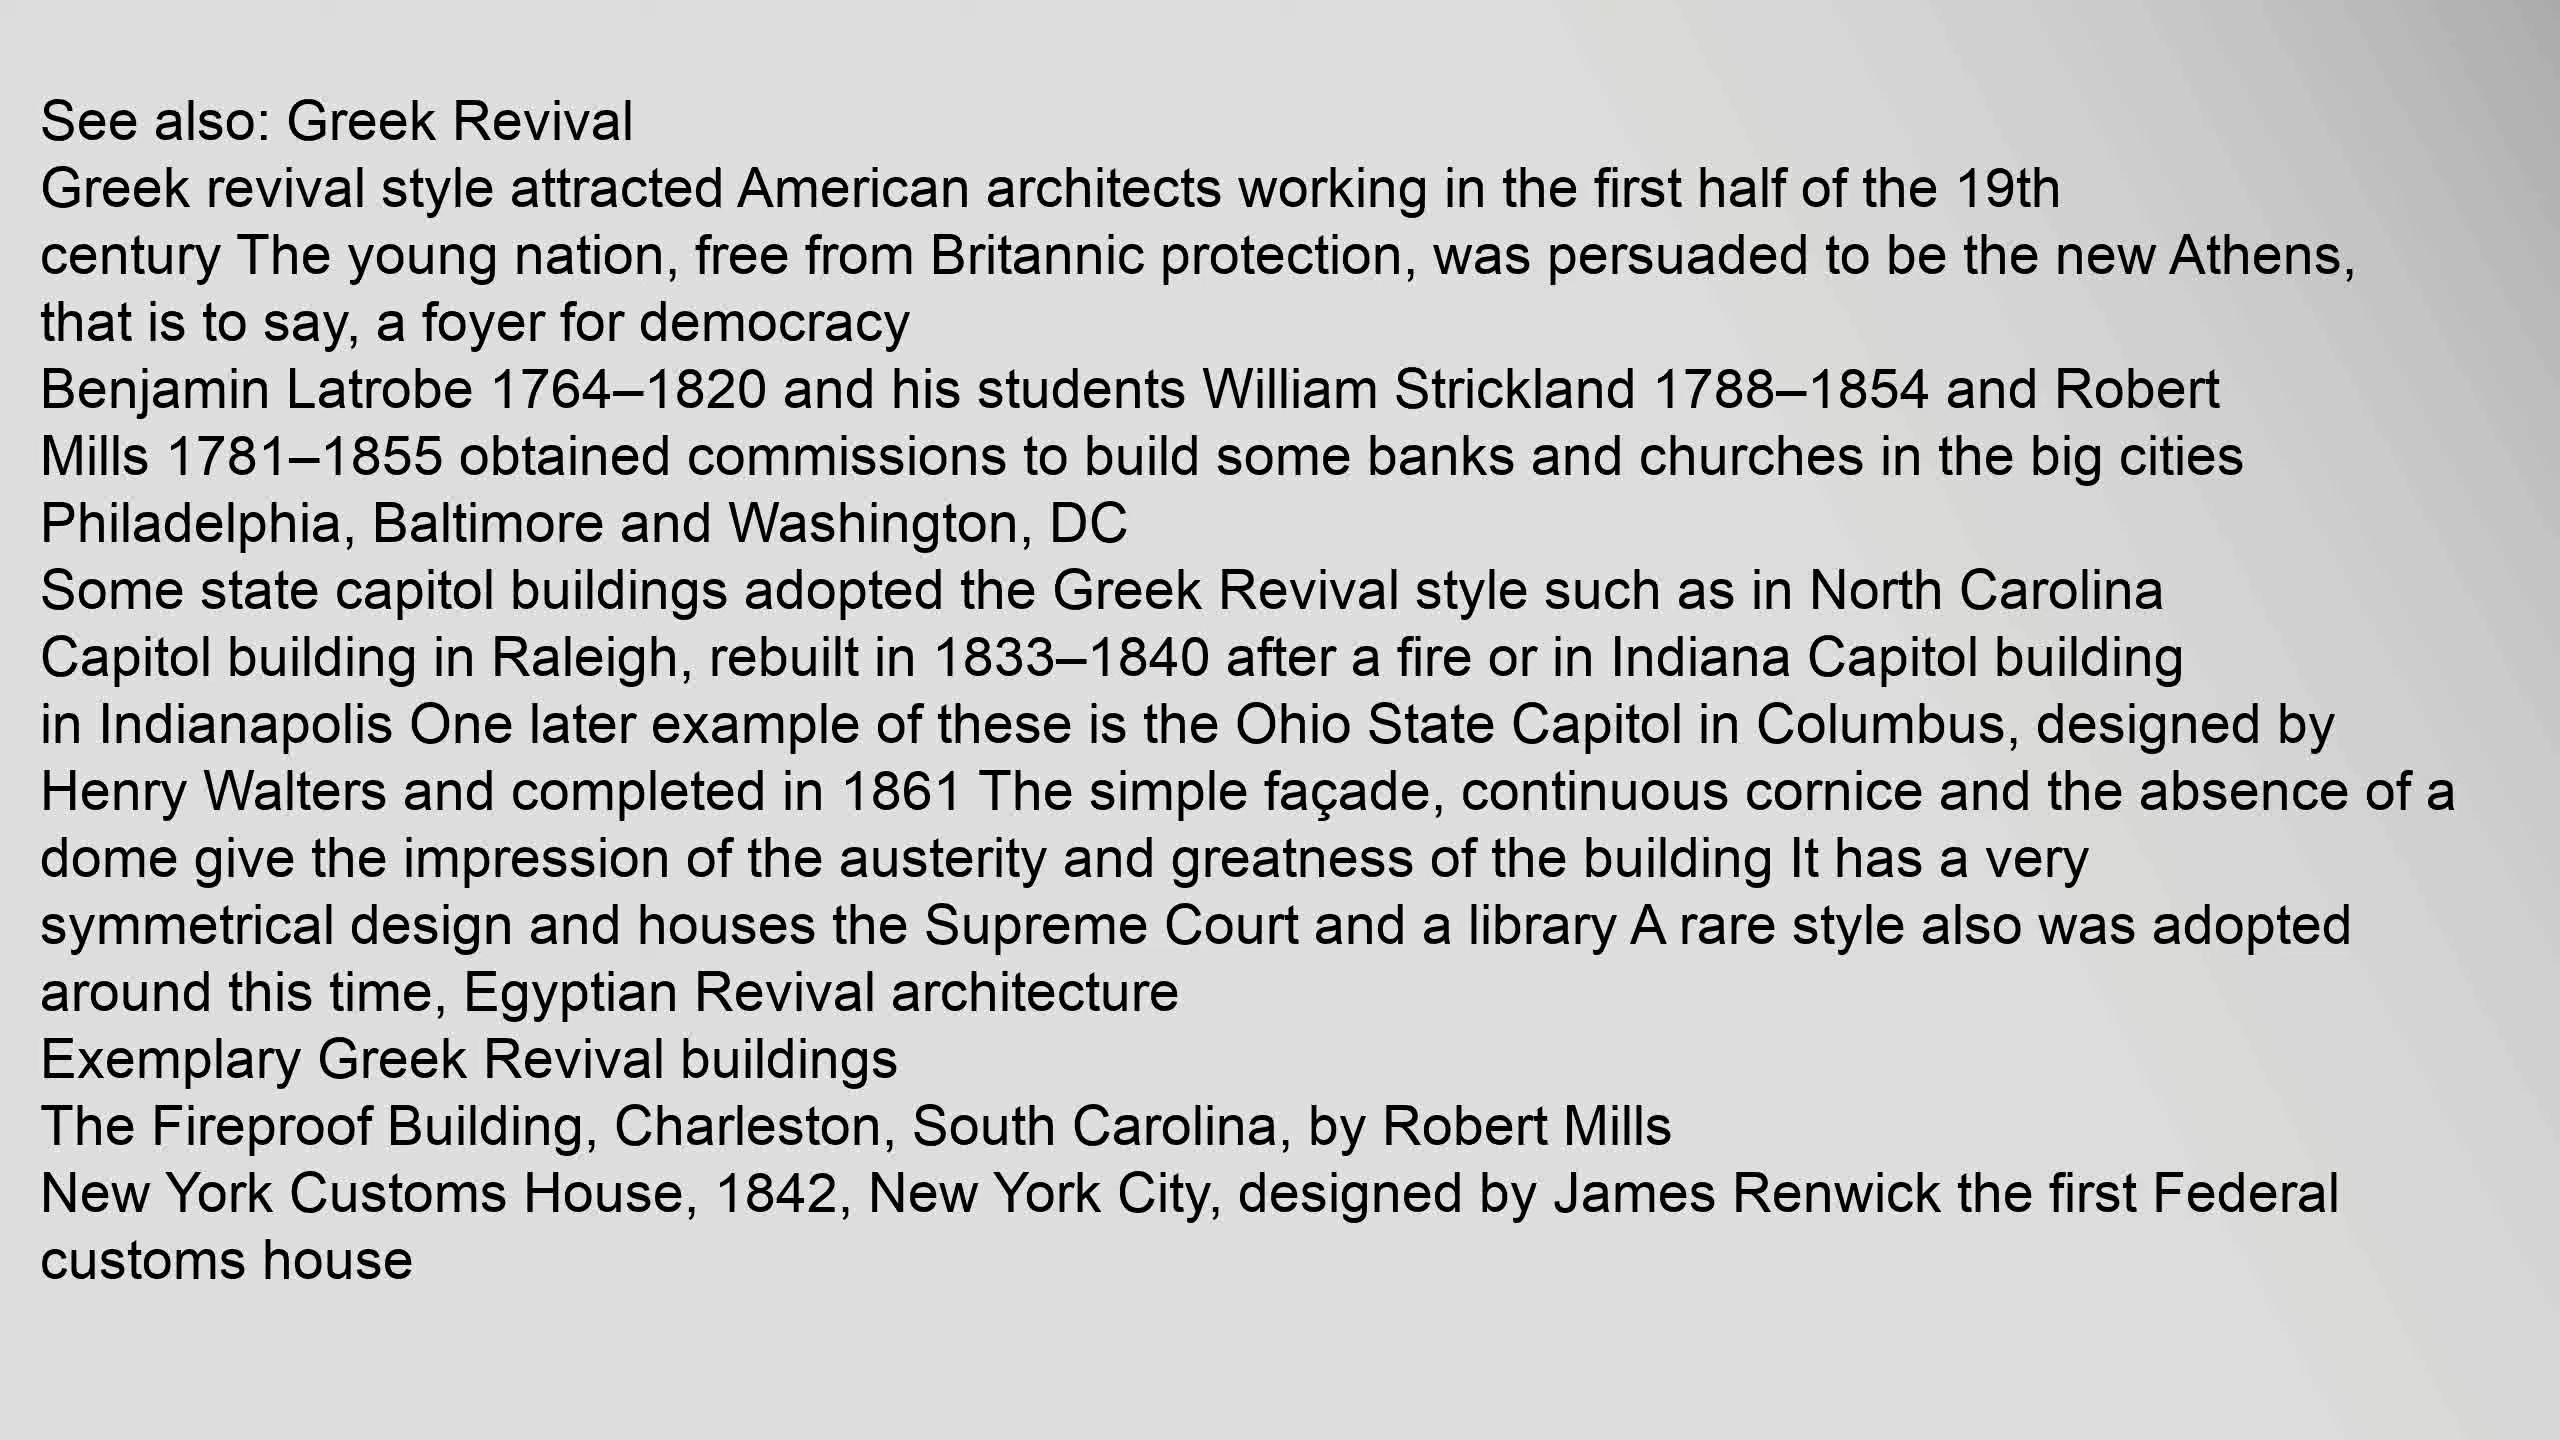 See also: Greek Revival
Greek revival style attracted American architects working in the first half of the 19th
century The young nation, free from Britannic protection, was persuaded to be the new Athens,
that is to say, a foyer for democracy
Benjamin Latrobe 1764–1820 and his students William Strickland 1788–1854 and Robert
Mills 1781–1855 obtained commissions to build some banks and churches in the big cities
Philadelphia, Baltimore and Washington, DC
Some state capitol buildings adopted the Greek Revival style such as in North Carolina
Capitol building in Raleigh, rebuilt in 1833–1840 after a fire or in Indiana Capitol building
in Indianapolis One later example of these is the Ohio State Capitol in Columbus, designed by
Henry Walters and completed in 1861 The simple façade, continuous cornice and the absence of a
dome give the impression of the austerity and greatness of the building It has a very
symmetrical design and houses the Supreme Court and a library A rare style also was adopted
around this time, Egyptian Revival architecture
Exemplary Greek Revival buildings
The Fireproof Building, Charleston, South Carolina, by Robert Mills
New York Customs House, 1842, New York City, designed by James Renwick the first Federal
customs house